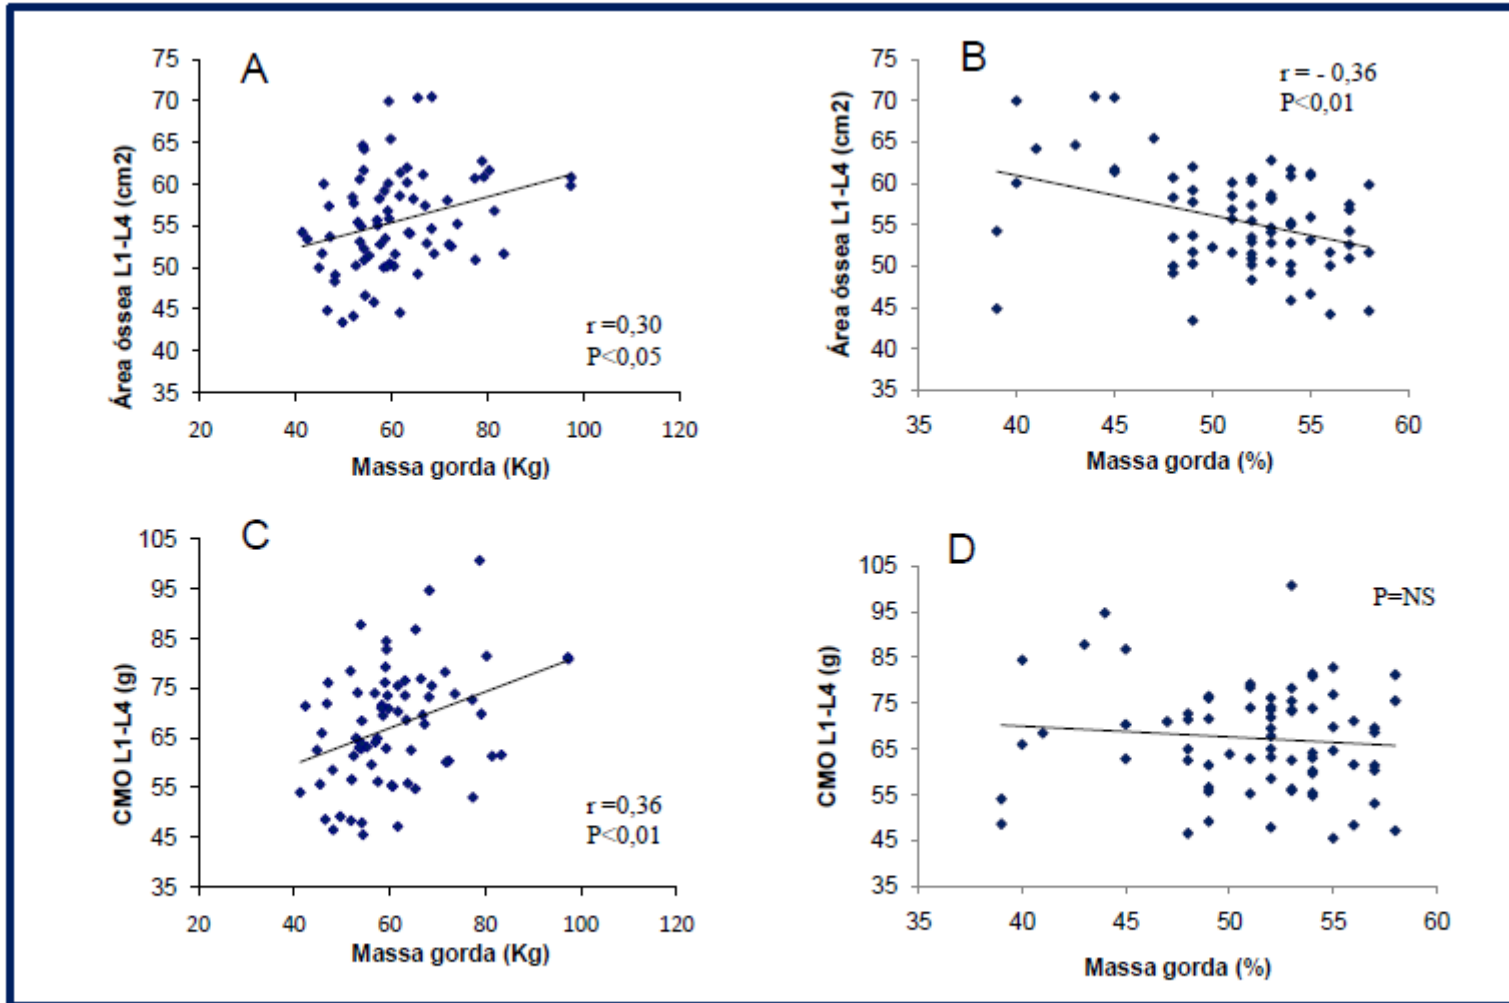 A
Área óssea L1-L4 (cm2)
75
70
65
60
55
50
45
40
35
20 40 60 80 100 120
Massa gorda (Kg)
r =0,30
P<0,05
B
Área óssea L1-L4 (cm2)
75
70
65
60
55
50
45
40
35
35 40 45 50 55 60
Massa gorda (%)
r = - 0,36
P<0,01
C
CMO L1-L4 (g)
105
95
85
75
65
55
45
35
20 40 60 80 100 120
Massa gorda (Kg)
r =0,36
P<0,01
D
CMO L1-L4 (g)
105
95
85
75
65
55
45
35
35 40 45 50 55 60
Massa gorda (%)
P=NS